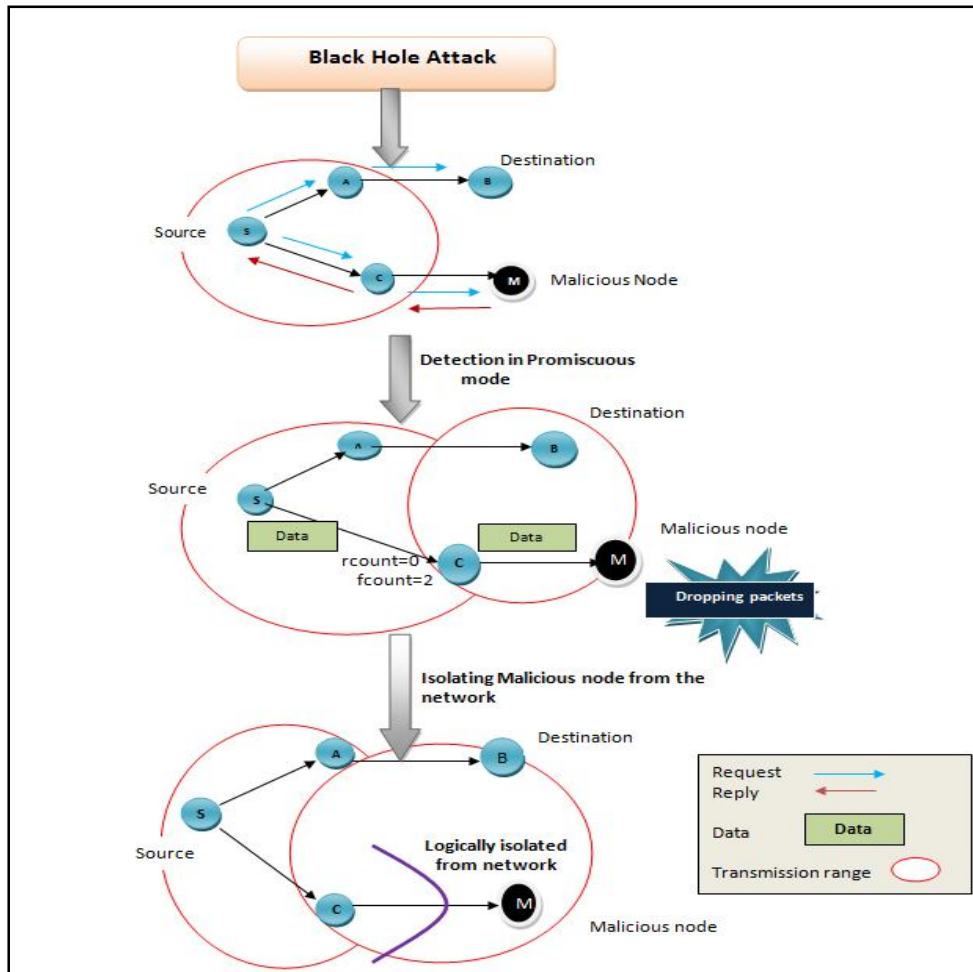 Black Hole Attack
Destination
A
B
Source
S
C
M
Malicious Node
Detection in Promiscuous
mode
Destination
A
B
Source
S
Data
Data
Malicious node
rcount=0
fcount=2
C
M
Dropping packets
Isolating Malicious node from the
network
Destination
A
B
S
Source
Logically isolated
from network
C
M
Malicious node
Request
Reply
Data
Data
Transmission range